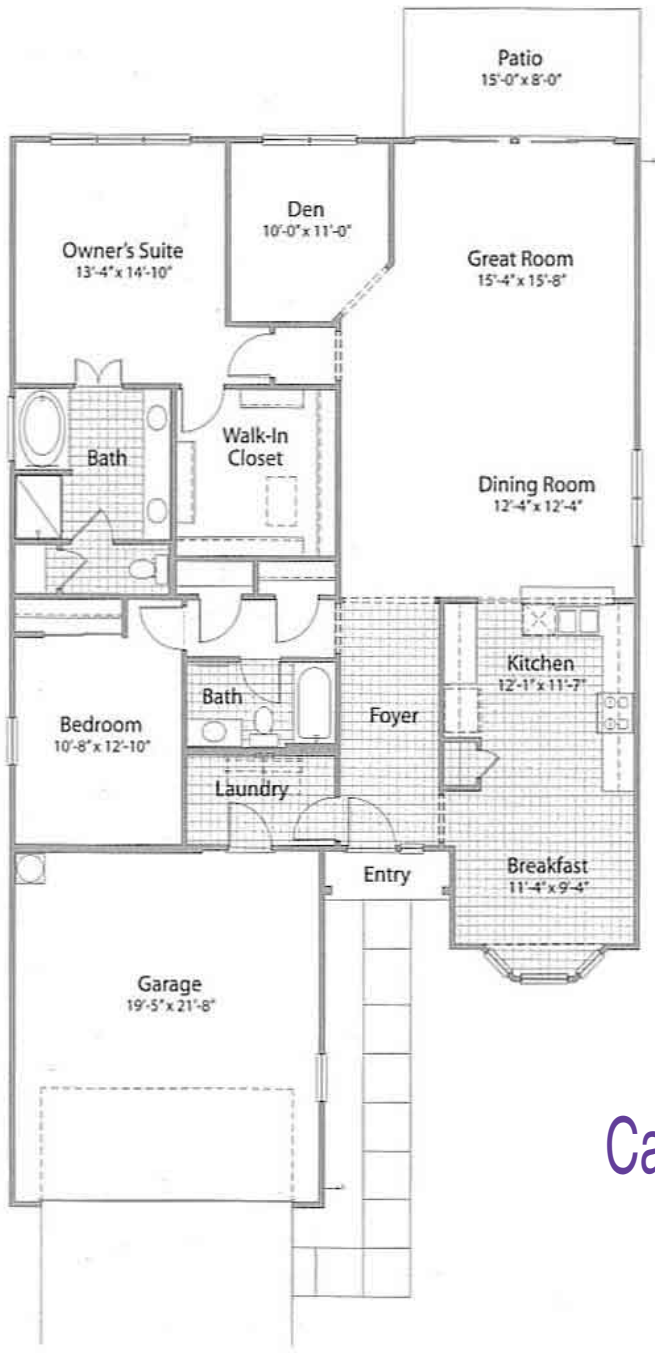 Patio
15'-0" x 8'-0"
Den
10'-0" x 11'-0"
Owner's Suite
13'-4" x 14'-10"
Great Room
15'-4" x 15'-8"
Bath
Walk-In
Closet
Dining Room
12'-4" x 12'-4"
Kitchen
12'-1" x 11'-7"
Bath
Foyer
Bedroom
10'-8" x 12'-10"
Laundry
Entry
Breakfast
11'-4" x 9'-4"
Garage
19'-5" x 21'-8"
Ca